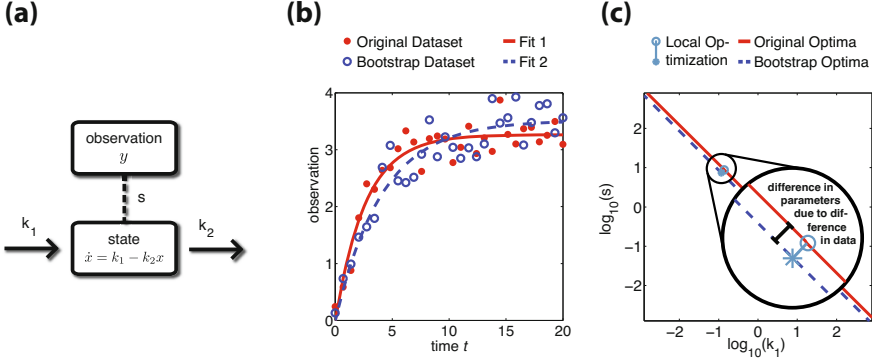 (a)
observation
y
s
k₁
k₂
state
ẋ = k₁ − k₂x
(b)
Original Dataset
Fit 1
Bootstrap Dataset
Fit 2
4
3
2
1
0
observation
0
5
10
15
20
time t
(c)
Local Op-
timization
Original Optima
Bootstrap Optima
2
1
0
−1
−2
log₁₀(s)
difference in
parameters
due to dif-
ference
in data
−2
−1
0
1
2
log₁₀(k₁)